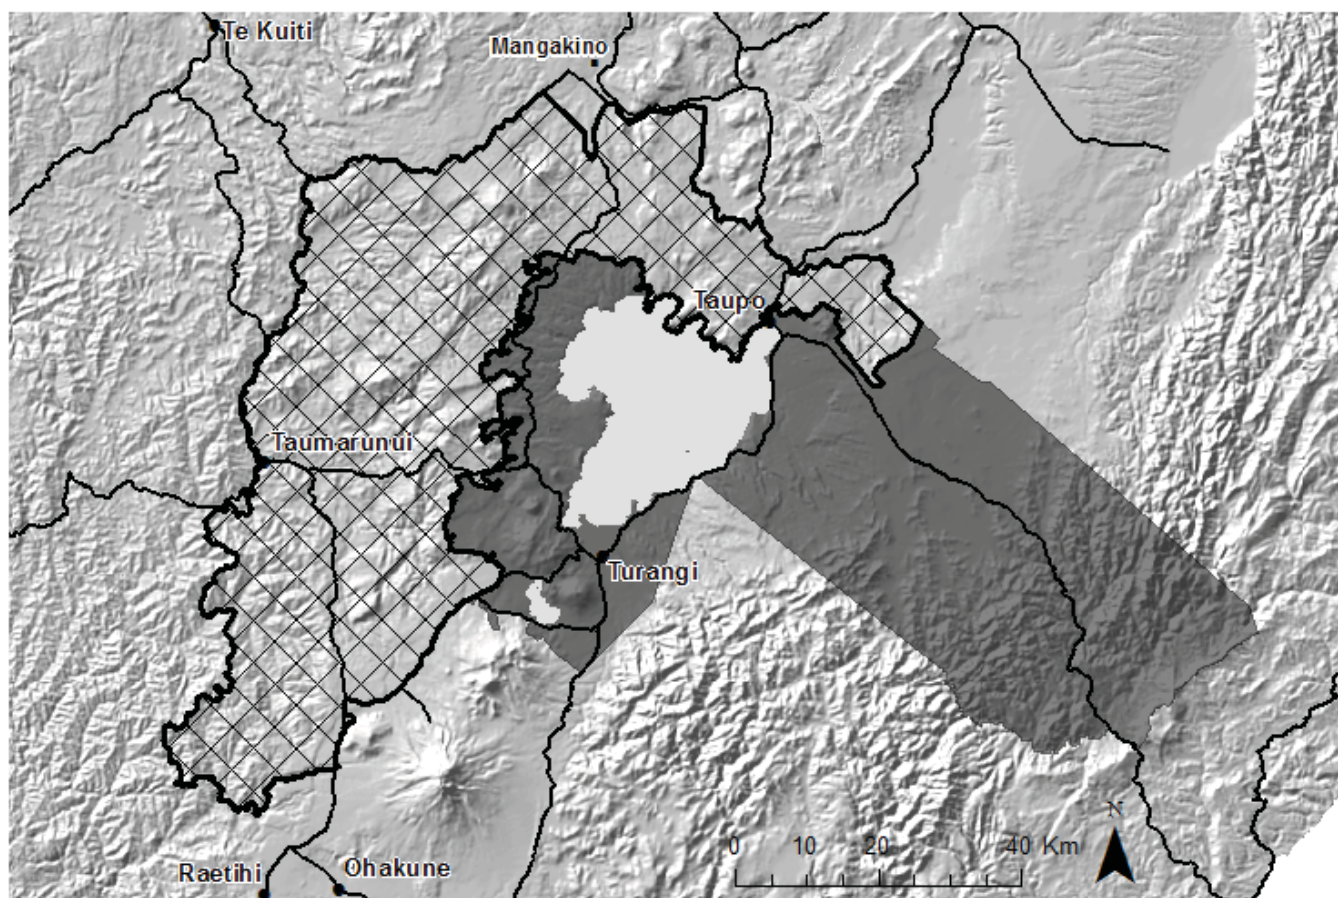 Te Kuiti
Mangakino
Taupo
Taumarunui
Turangi
N
0 10 20 40 Km
Raetihi
Ohakune